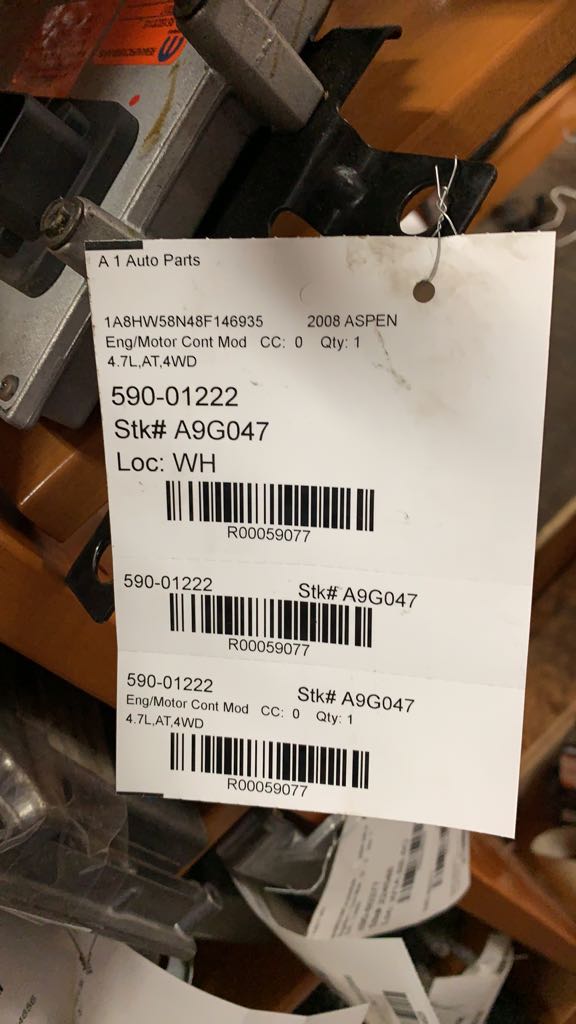 A 1 Auto Parts
1A8HW58N48F146935 2008 ASPEN
Eng/Motor Cont Mod CC: 0 Qty: 1
4.7L,AT,4WD
590-01222
Stk# A9G047
Loc: WH
R00059077
590-01222 Stk# A9G047
R00059077
590-01222 Stk# A9G047
Eng/Motor Cont Mod CC: 0 Qty: 1
4.7L,AT,4WD
R00059077